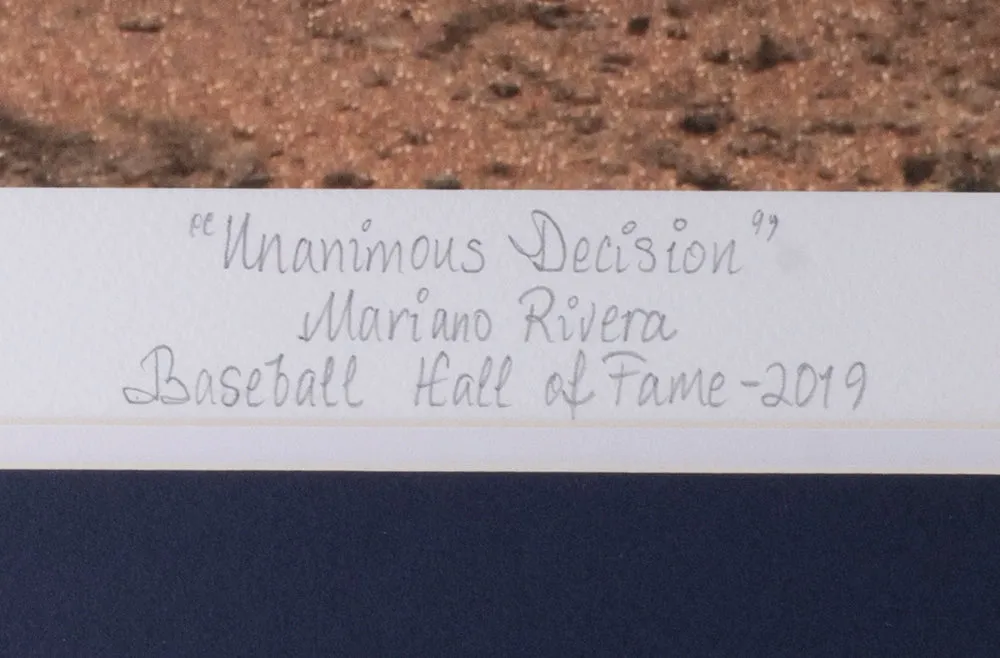 "Unanimous Decision"
Mariano Rivera
Baseball Hall of Fame -2019